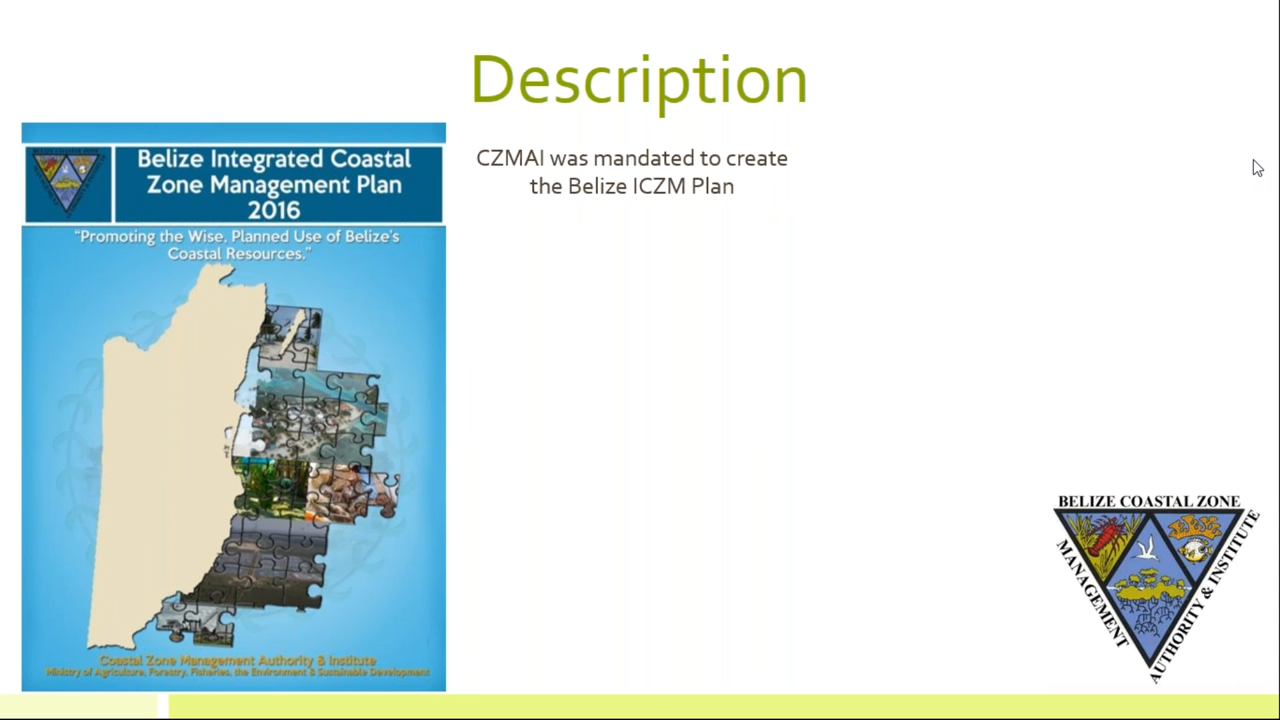 Description
Belize Integrated Coastal
Zone Management Plan
2016
"Promoting the Wise, Planned Use of Belize's
Coastal Resources."
Coastal Zone Management Authority & Institute
Ministry of Agriculture, Forestry, Fisheries, the Environment & Sustainable Development
CZMAI was mandated to create
the Belize ICZM Plan
BELIZE COASTAL ZONE
MANAGEMENT
AUTHORITY & INSTITUTE